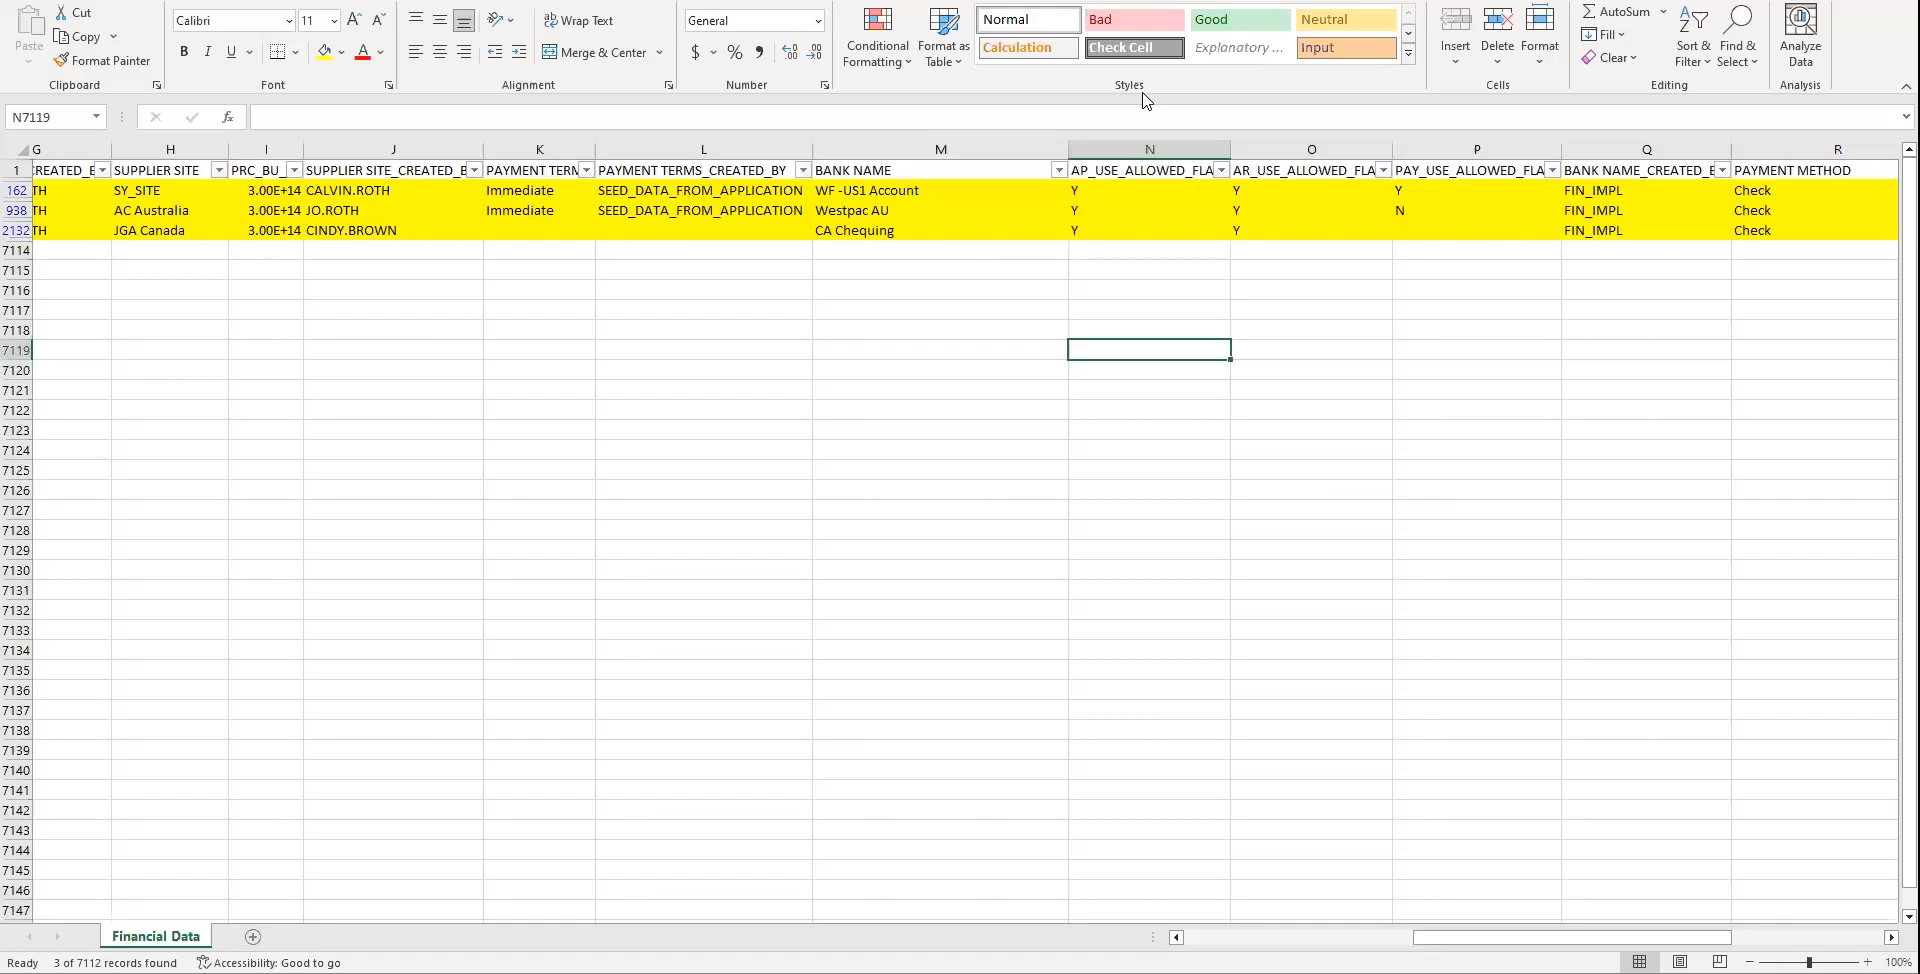 Cut
Copy
Format Painter
Paste
Clipboard
Calibri 11
B I U
Font
Wrap Text
Merge & Center
Alignment
General
$ % ,
Number
Conditional Formatting
Format as Table
Normal Bad Good Neutral
Calculation Check Cell Explanatory ... Input
Styles
Insert Delete Format
Cells
AutoSum
Fill
Clear
Sort & Filter
Find & Select
Editing
Analyze Data
Analysis
N7119 fx
G H I J K L M N O P Q R
1 CREATED_B SUPPLIER SITE PRC_BU_ SUPPLIER SITE_CREATED_B PAYMENT TERM PAYMENT TERMS_CREATED_BY BANK NAME AP_USE_ALLOWED_FLA AR_USE_ALLOWED_FLA PAY_USE_ALLOWED_FLA BANK NAME_CREATED_B PAYMENT METHOD
162 TH SY_SITE 3.00E+14 CALVIN.ROTH Immediate SEED_DATA_FROM_APPLICATION WF -US1 Account Y Y Y FIN_IMPL Check
938 TH AC Australia 3.00E+14 JO.ROTH Immediate SEED_DATA_FROM_APPLICATION Westpac AU Y Y N FIN_IMPL Check
2132 TH JGA Canada 3.00E+14 CINDY.BROWN CA Chequing Y Y FIN_IMPL Check
7114
7115
7116
7117
7118
7119
7120
7121
7122
7123
7124
7125
7126
7127
7128
7129
7130
7131
7132
7133
7134
7135
7136
7137
7138
7139
7140
7141
7142
7143
7144
7145
7146
7147
Financial Data
Ready 3 of 7112 records found Accessibility: Good to go 100%